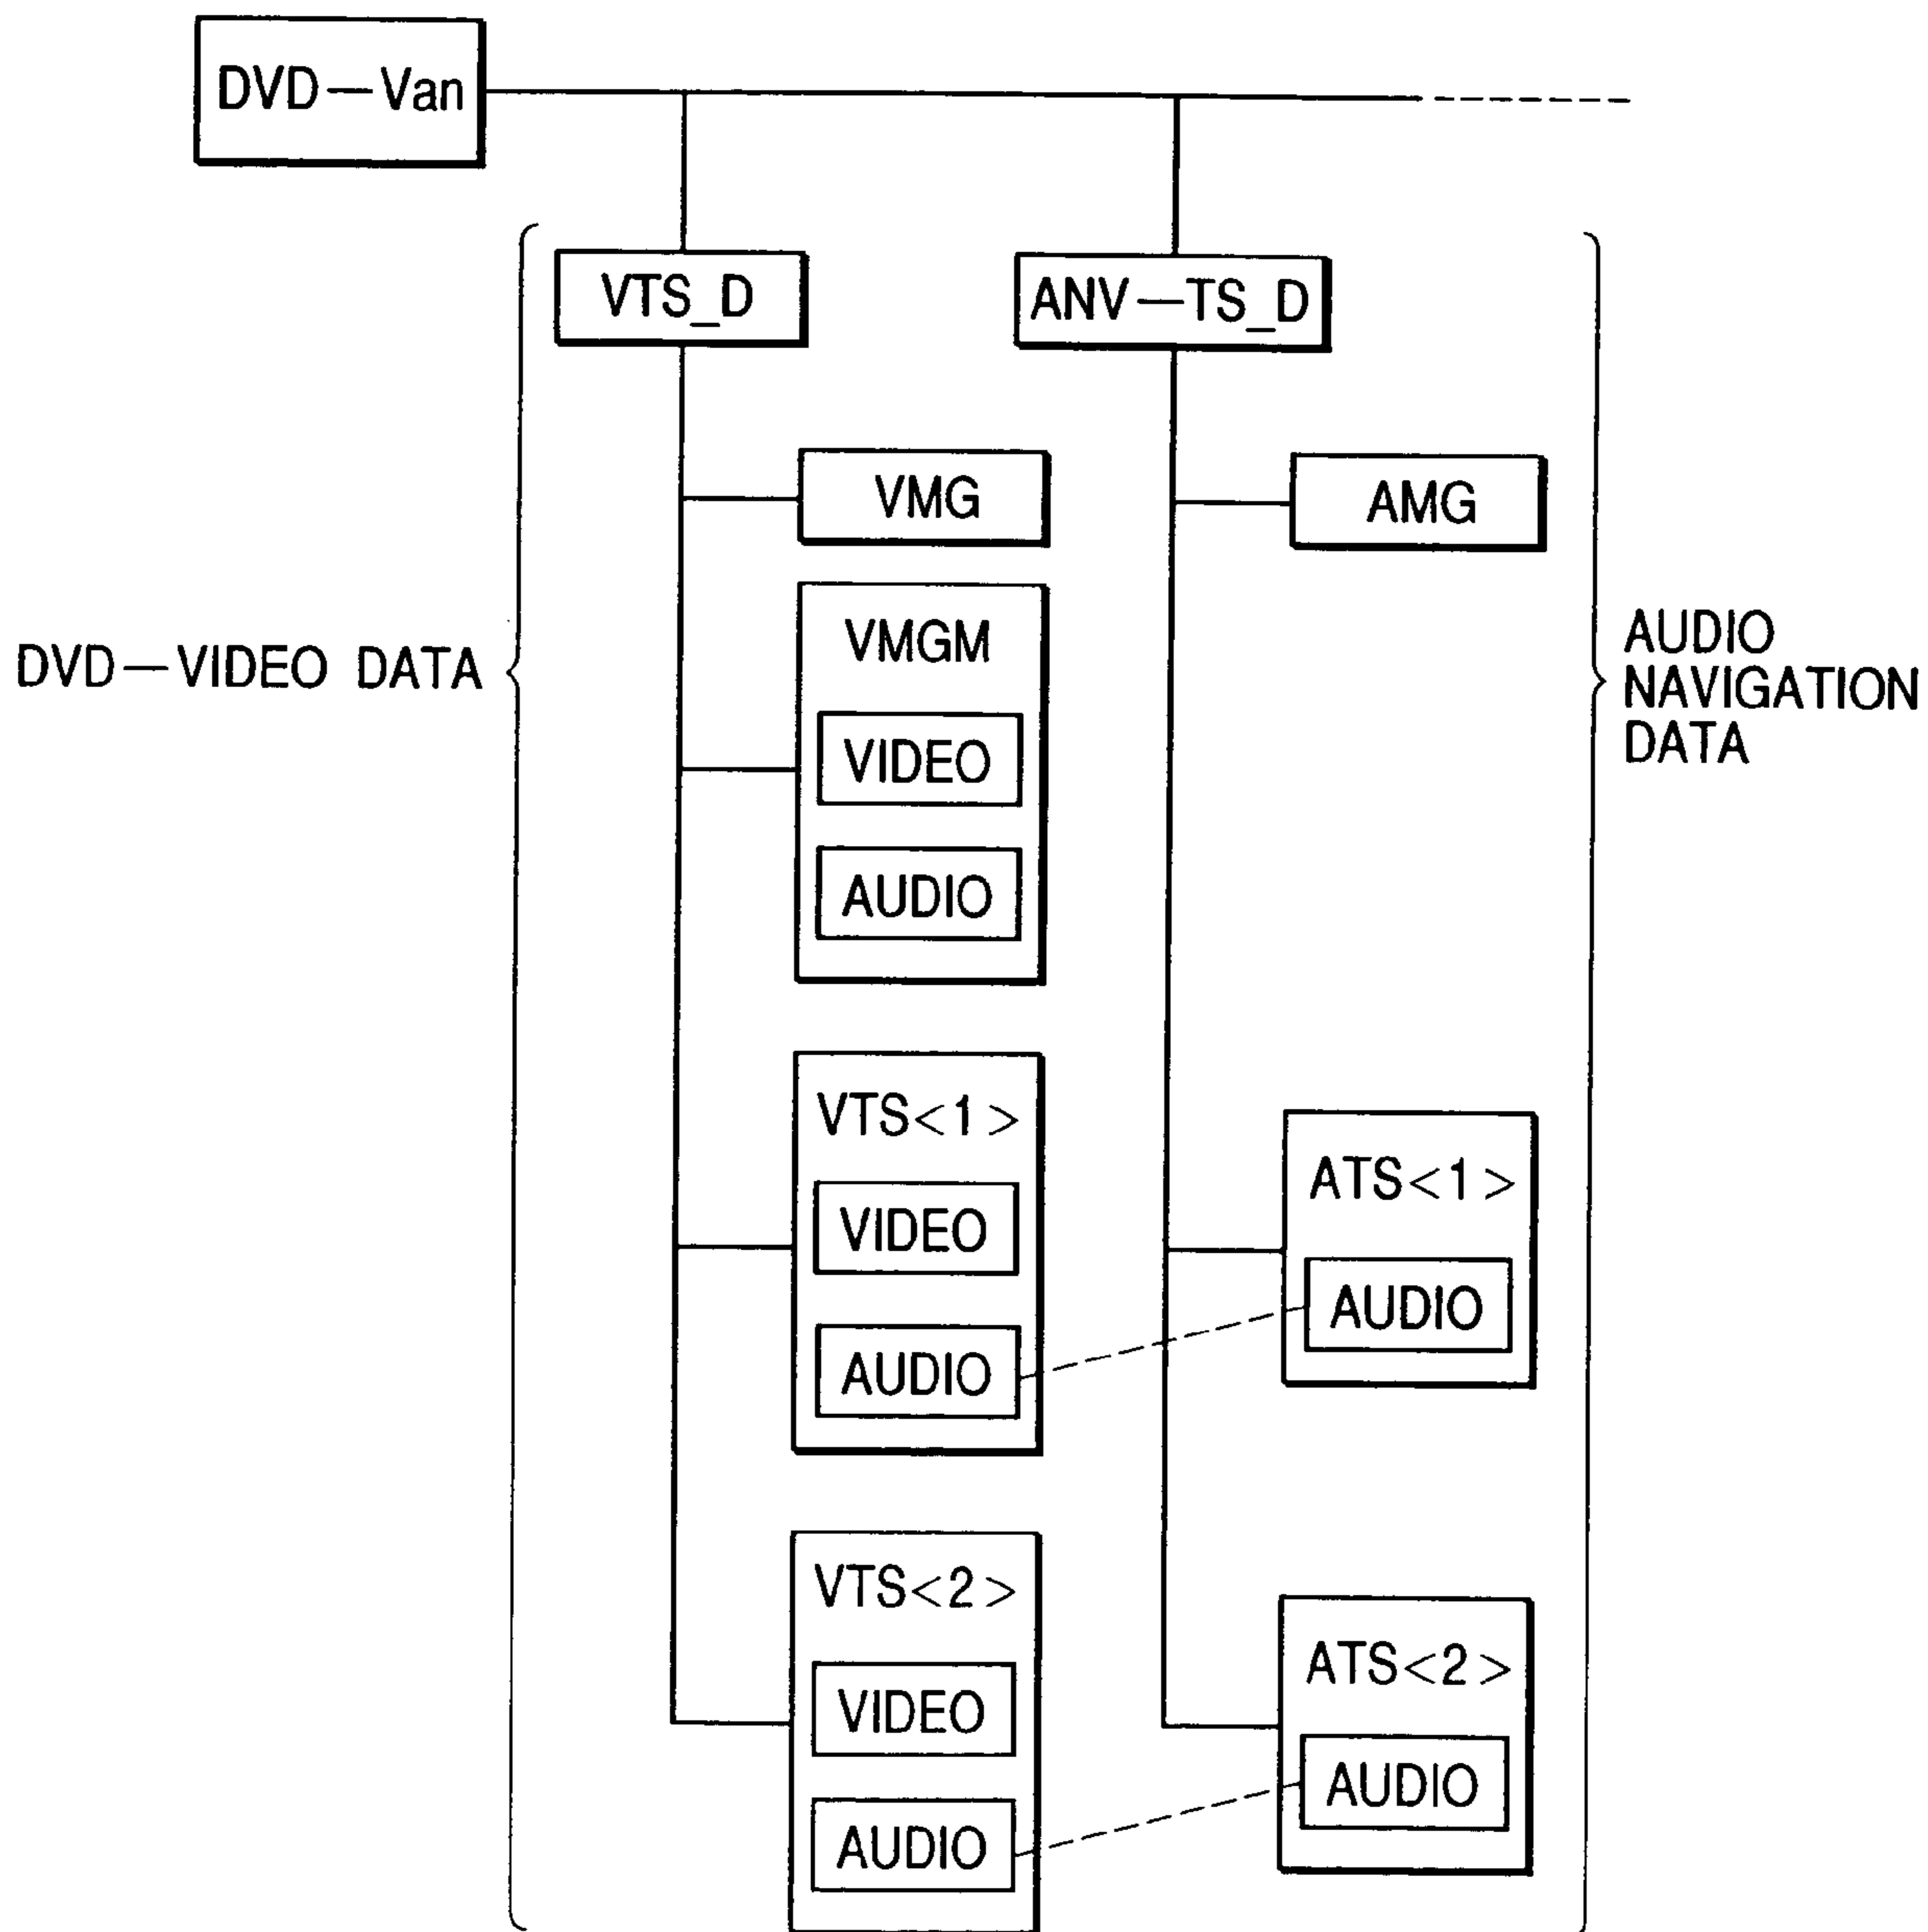 DVD—Van
VTS_D
ANV—TS_D
VMG
AMG
VMGM
VIDEO
AUDIO
DVD—VIDEO DATA
AUDIO
NAVIGATION
DATA
VTS<1>
VIDEO
AUDIO
ATS<1>
AUDIO
VTS<2>
VIDEO
AUDIO
ATS<2>
AUDIO